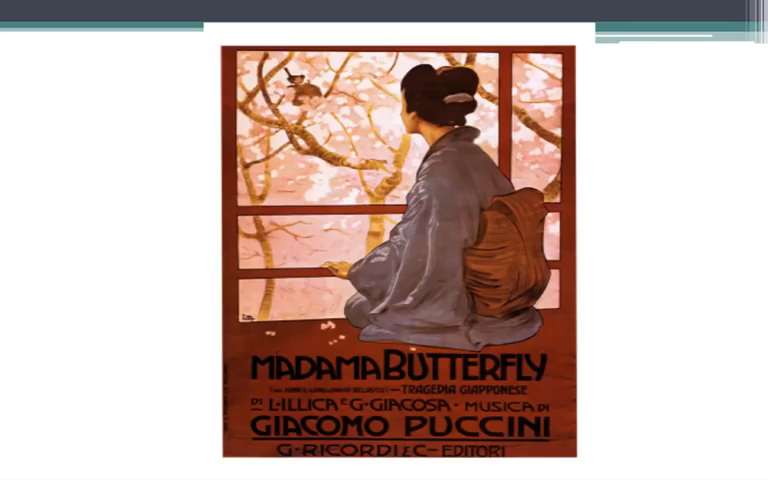 MADAMA BUTTERFLY
TRAGEDIA GIAPPONESE
DI L·ILLICA E G·GIACOSA · MUSICA DI
GIACOMO PUCCINI
G·RICORDI & C- EDITORI